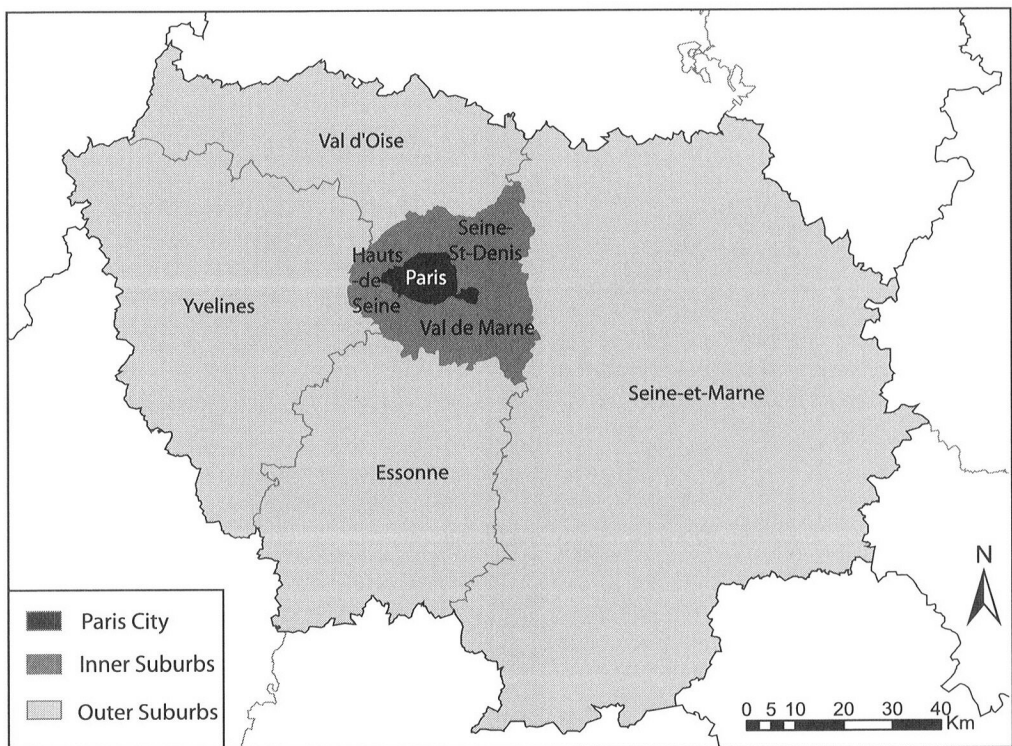 Val d'Oise
Seine-
St-Denis
Hauts
-de
Seine
Paris
Yvelines
Val de Marne
Seine-et-Marne
Essonne
N
Paris City
Inner Suburbs
Outer Suburbs
0 5 10 20 30 40
Km